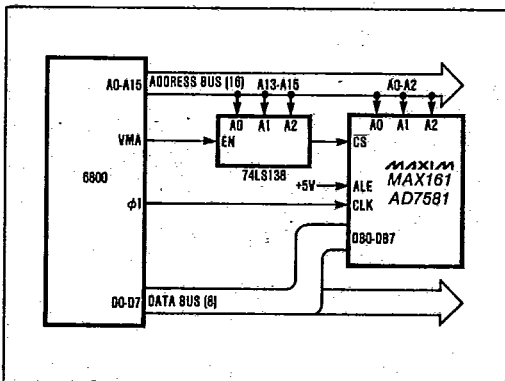 A0-A15
ADDRESS BUS (16)
A13-A15
A0-A2
A0 A1 A2
A0 A1 A2
VMA
EN
CS
74LS138
MAXIM
MAX161
AD7581
6800
+5V
ALE
φ1
CLK
DB0-DB7
D0-D7
DATA BUS (8)